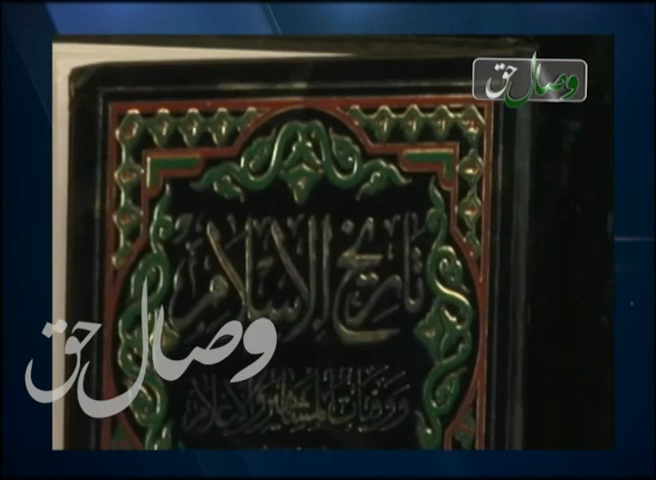 وصال حق
تاريخ الإسلام
ووفيات المشاهير والأعلام
وصال حق